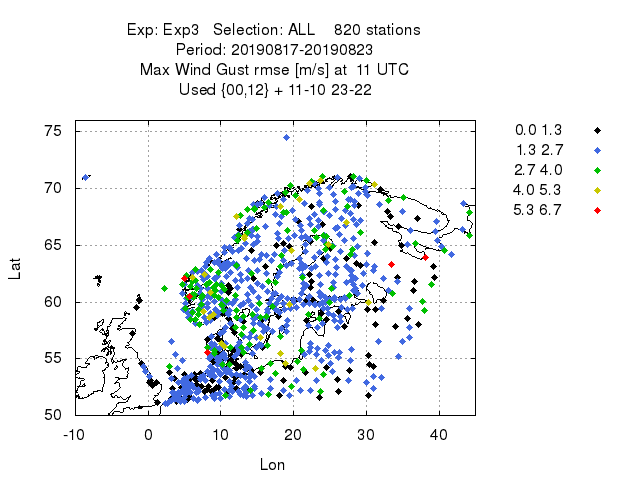 Exp: Exp3   Selection: ALL    820 stations
Period: 20190817-20190823
Max Wind Gust rmse [m/s] at  11 UTC
Used {00,12} + 11-10 23-22
0.0 1.3
1.3 2.7
2.7 4.0
4.0 5.3
5.3 6.7
75
70
65
60
55
50
Lat
-10 0 10 20 30 40
Lon